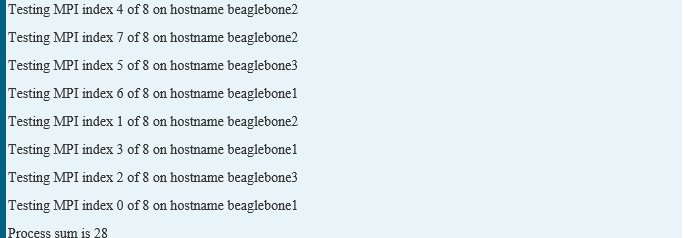 Testing MPI index 4 of 8 on hostname beaglebone2
Testing MPI index 7 of 8 on hostname beaglebone2
Testing MPI index 5 of 8 on hostname beaglebone3
Testing MPI index 6 of 8 on hostname beaglebone1
Testing MPI index 1 of 8 on hostname beaglebone2
Testing MPI index 3 of 8 on hostname beaglebone1
Testing MPI index 2 of 8 on hostname beaglebone3
Testing MPI index 0 of 8 on hostname beaglebone1
Process sum is 28